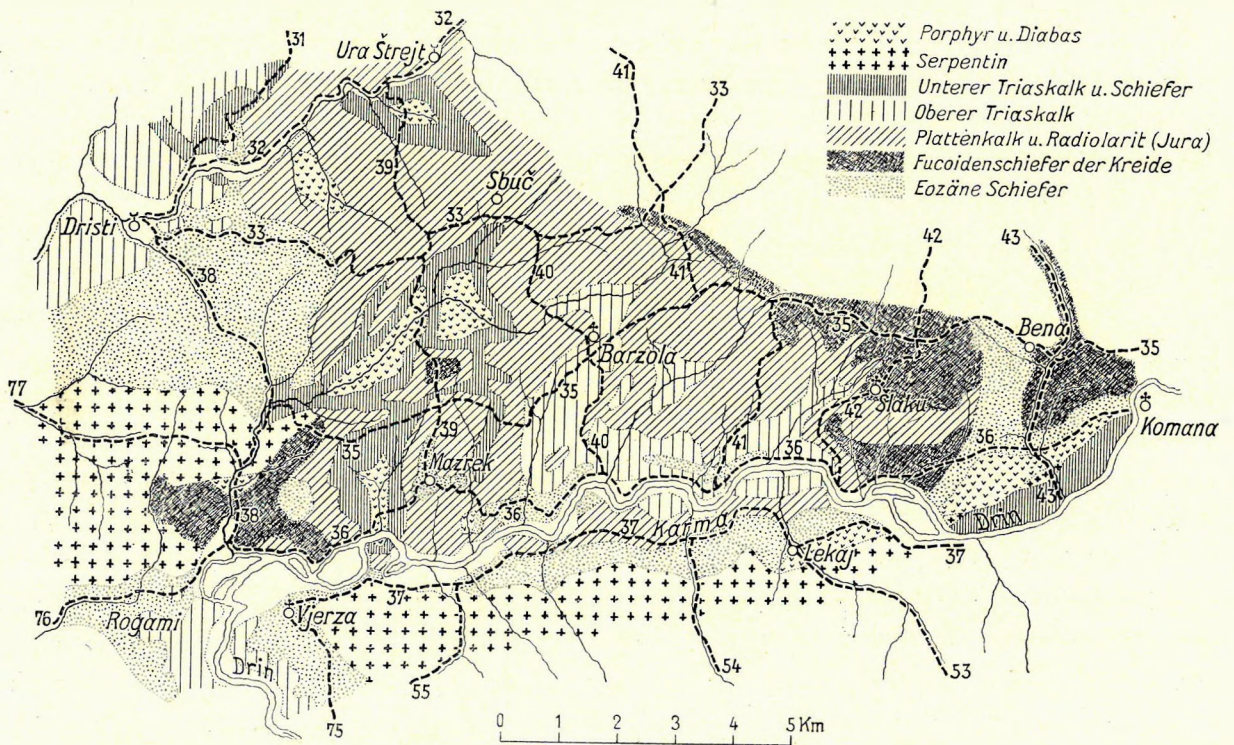 Porphyr u. Diabas
Serpentin
Unterer Triaskalk u. Schiefer
Oberer Triaskalk
Plattenkalk u. Radiolarit (Jura)
Fucoidenschiefer der Kreide
Eozäne Schiefer
32
31
Ura Štrejt
41
33
32
39
Sbuč
Dristi
33
33
42
43
38
40
41
35
Bena
35
Barzola
77
35
Slaku
42
Komana
39
35
40
41
36
36
Mazrek
38
36
36
37
Karma
43
Drin
Lekaj
37
37
Vjerza
76
Rogami
Drin
55
54
53
75
0 1 2 3 4 5 Km